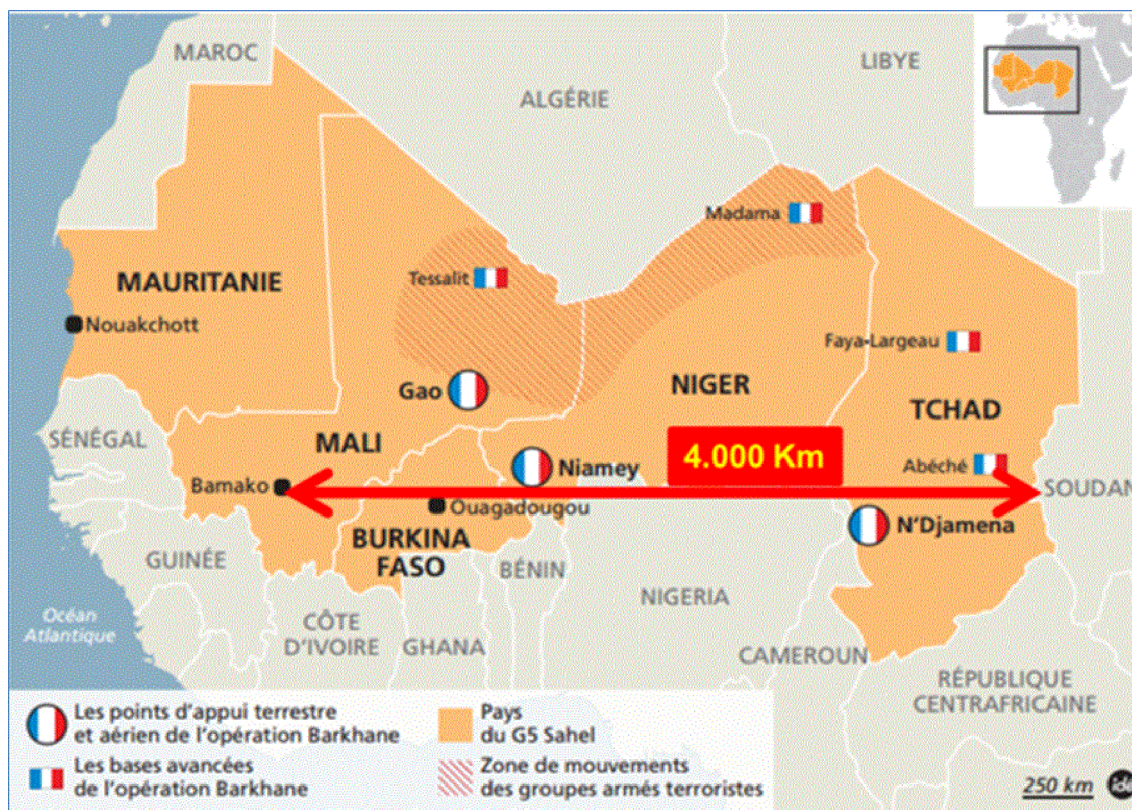 MAROC
LIBYE
ALGÉRIE
Madama
MAURITANIE
Tessalit
Nouakchott
Faya-Largeau
Gao
NIGER
TCHAD
SÉNÉGAL
MALI
Niamey
4.000 Km
Abéché
Bamako
SOUDAN
Ouagadougou
N'Djamena
BURKINA
FASO
GUINÉE
BÉNIN
NIGERIA
Océan
Atlantique
CÔTE
D'IVOIRE
GHANA
CAMEROUN
RÉPUBLIQUE
CENTRAFRICAINE
Les points d'appui terrestre
et aérien de l'opération Barkhane
Pays
du G5 Sahel
Les bases avancées
de l'opération Barkhane
Zone de mouvements
des groupes armés terroristes
250 km